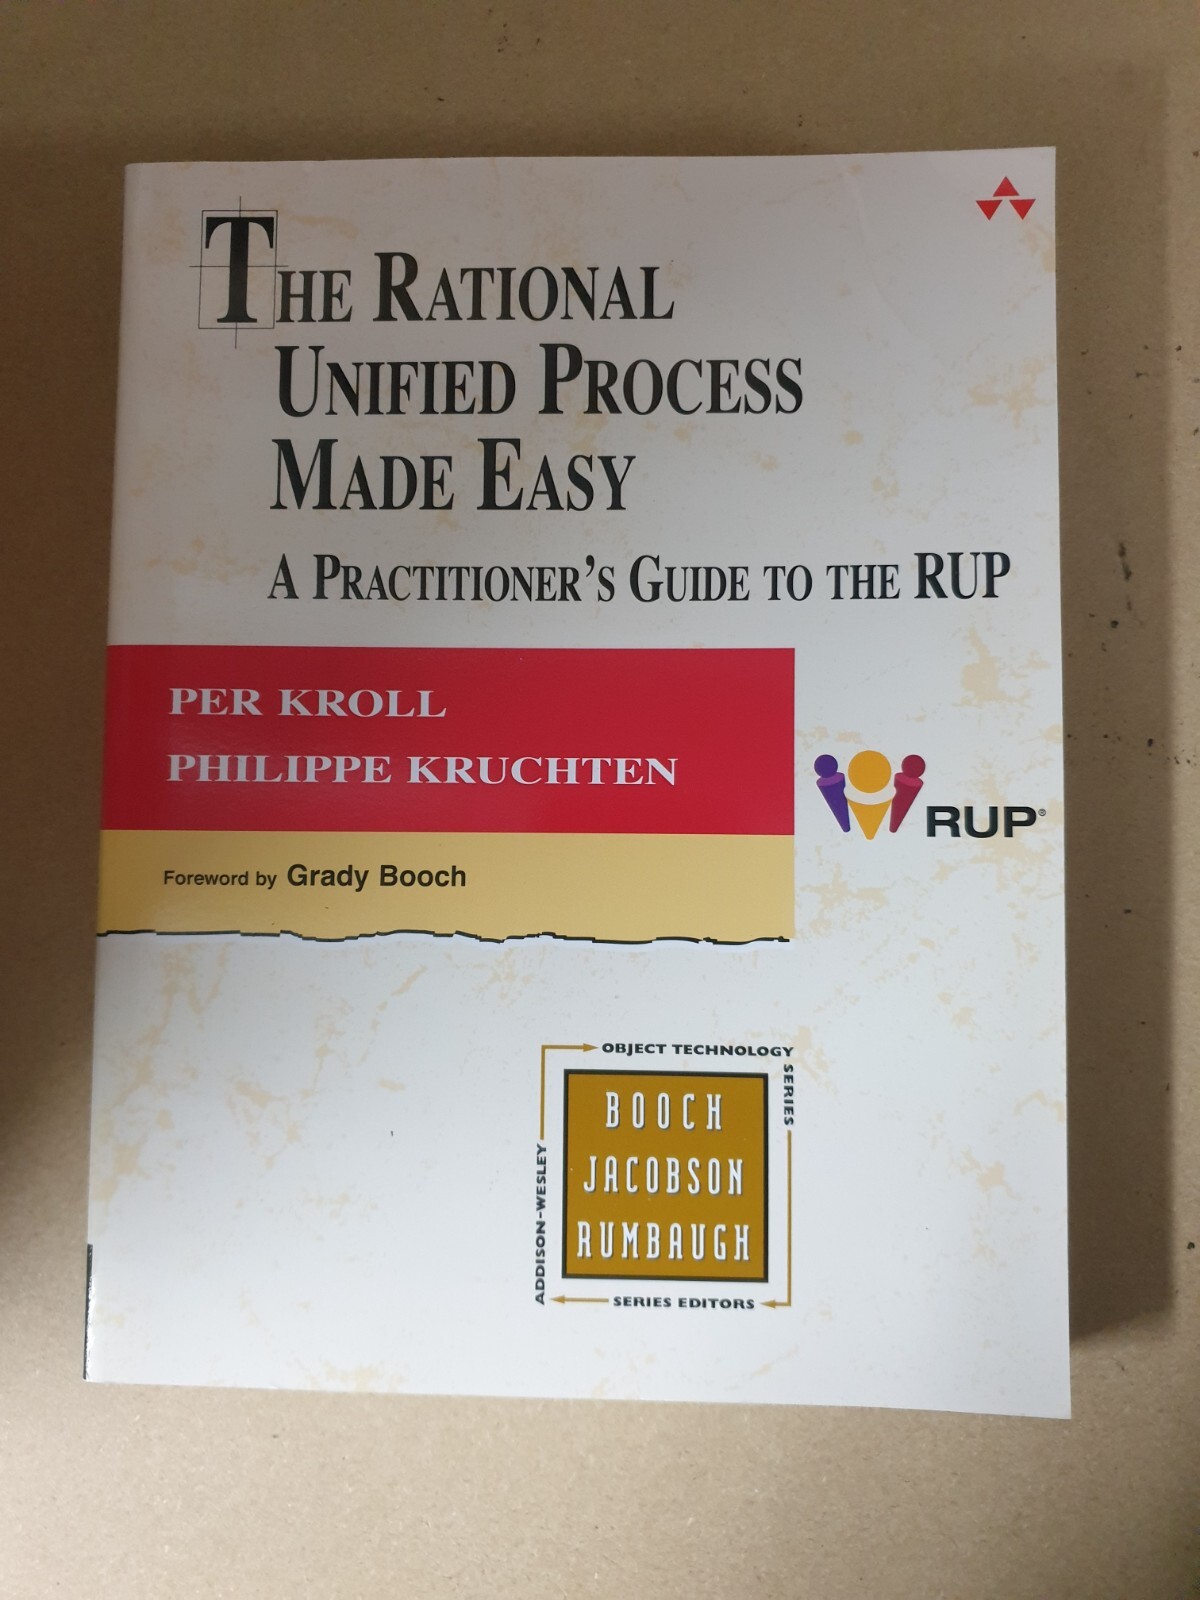 THE RATIONAL
UNIFIED PROCESS
MADE EASY
A PRACTITIONER'S GUIDE TO THE RUP
PER KROLL
PHILIPPE KRUCHTEN
RUP®
Foreword by Grady Booch
OBJECT TECHNOLOGY
SERIES
BOOCH
JACOBSON
RUMBAUGH
ADDISON-WESLEY
SERIES EDITORS